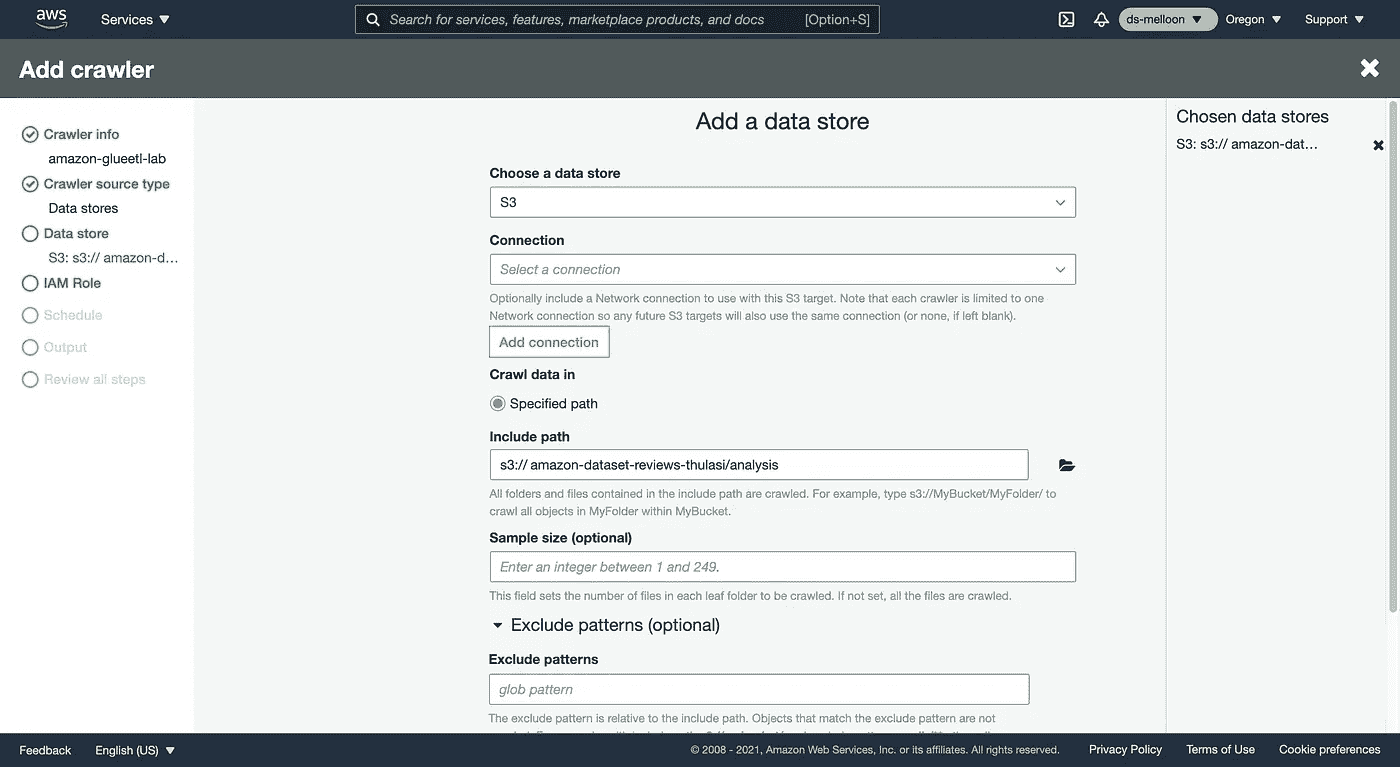 aws
Services
Search for services, features, marketplace products, and docs [Option+S]
ds-melloon
Oregon
Support
Add crawler
Crawler info
amazon-glueetl-lab
Crawler source type
Data stores
Data store
S3: s3:// amazon-d...
IAM Role
Schedule
Output
Review all steps
Add a data store
Choose a data store
S3
Connection
Select a connection
Optionally include a Network connection to use with this S3 target. Note that each crawler is limited to one
Network connection so any future S3 targets will also use the same connection (or none, if left blank).
Add connection
Crawl data in
Specified path
Include path
s3:// amazon-dataset-reviews-thulasi/analysis
All folders and files contained in the include path are crawled. For example, type s3://MyBucket/MyFolder/ to
crawl all objects in MyFolder within MyBucket.
Sample size (optional)
Enter an integer between 1 and 249.
This field sets the number of files in each leaf folder to be crawled. If not set, all the files are crawled.
Exclude patterns (optional)
Exclude patterns
glob pattern
The exclude pattern is relative to the include path. Objects that match the exclude pattern are not
Chosen data stores
S3: s3:// amazon-dat...
Feedback
English (US)
© 2008 - 2021, Amazon Web Services, Inc. or its affiliates. All rights reserved.
Privacy Policy
Terms of Use
Cookie preferences